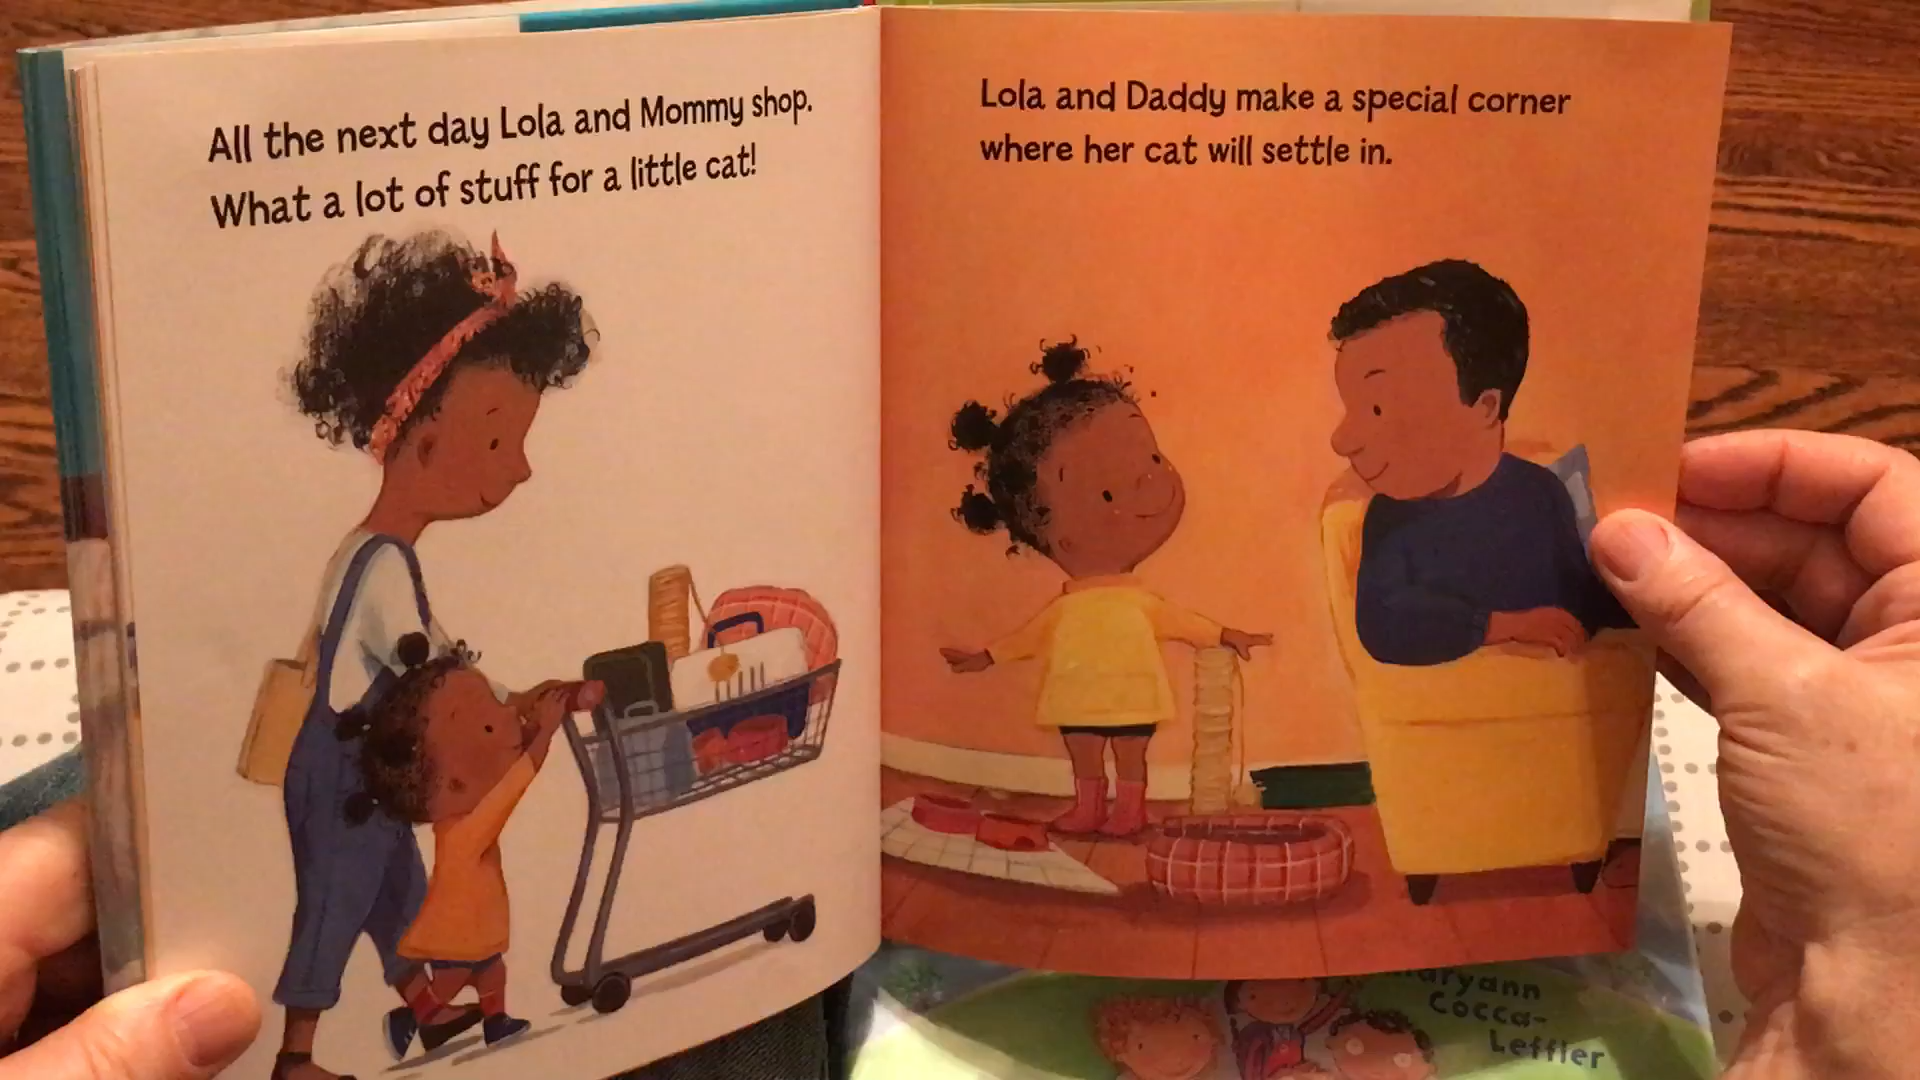 All the next day Lola and Mommy shop.
What a lot of stuff for a little cat!
Lola and Daddy make a special corner
where her cat will settle in.
Cocca-
Leffler